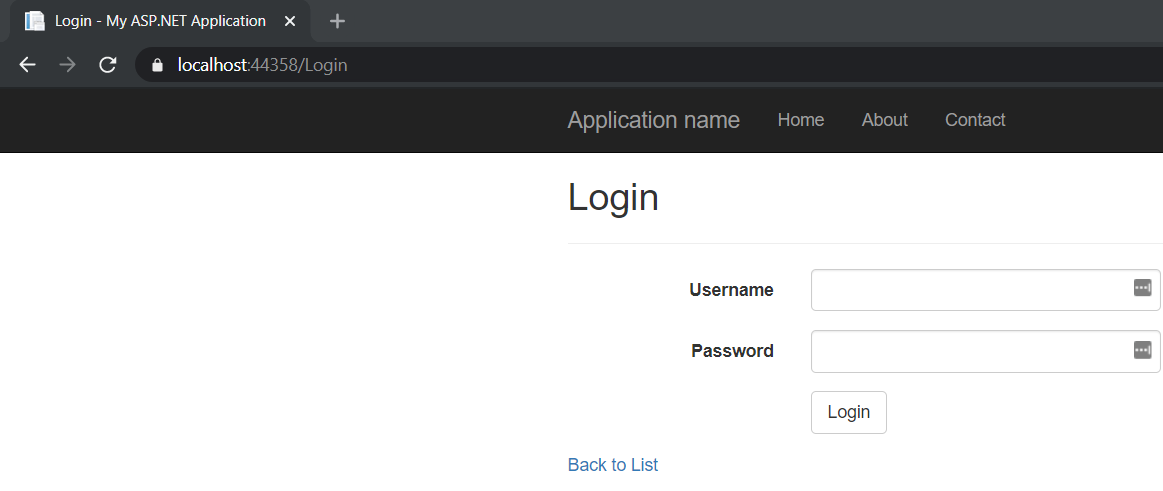 Login - My ASP.NET Application
localhost:44358/Login
Application name Home About Contact
Login
Username
Password
Login
Back to List